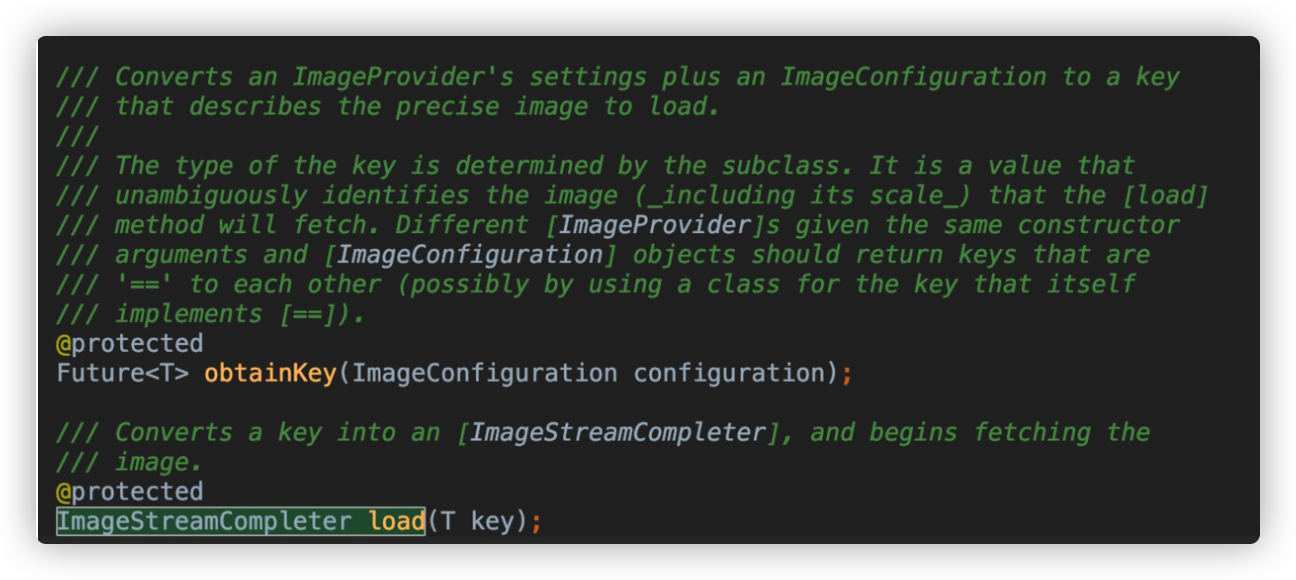 /// Converts an ImageProvider's settings plus an ImageConfiguration to a key
/// that describes the precise image to load.
///
/// The type of the key is determined by the subclass. It is a value that
/// unambiguously identifies the image (_including its scale_) that the [load]
/// method will fetch. Different [ImageProvider]s given the same constructor
/// arguments and [ImageConfiguration] objects should return keys that are
/// '==' to each other (possibly by using a class for the key that itself
/// implements [==]).
@protected
Future<T> obtainKey(ImageConfiguration configuration);
/// Converts a key into an [ImageStreamCompleter], and begins fetching the
/// image.
@protected
ImageStreamCompleter load(T key);